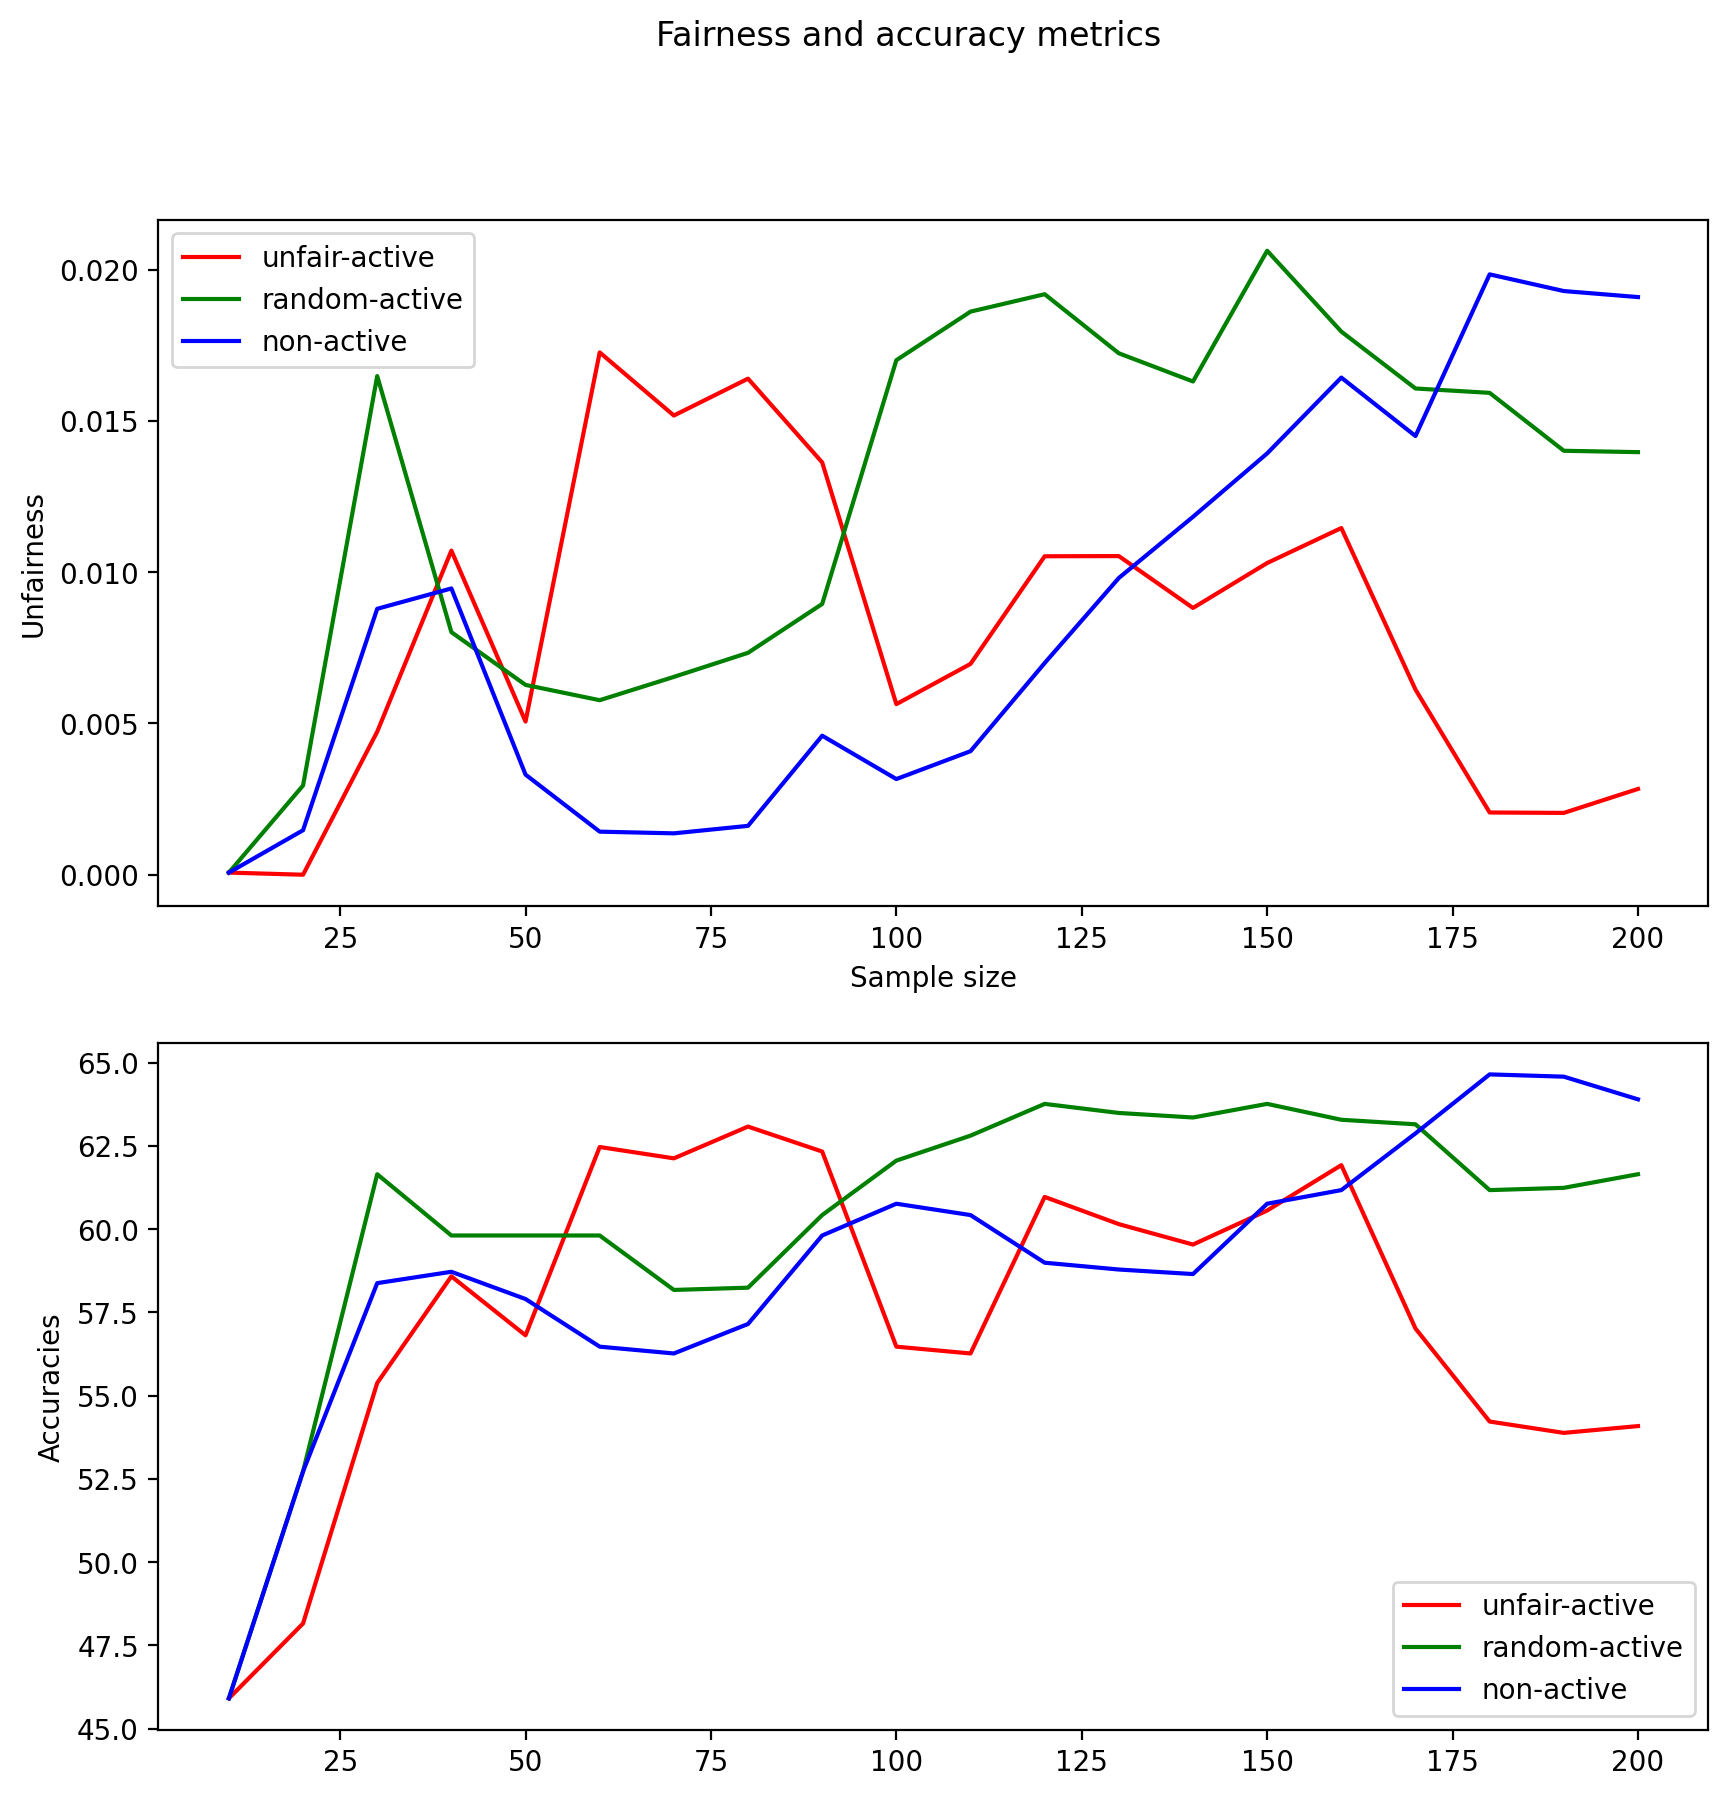 Fairness and accuracy metrics
unfair-active
random-active
non-active
0.020
0.015
0.010
0.005
0.000
Unfairness
25 50 75 100 125 150 175 200
Sample size
65.0
62.5
60.0
57.5
55.0
52.5
50.0
47.5
45.0
Accuracies
unfair-active
random-active
non-active
25 50 75 100 125 150 175 200